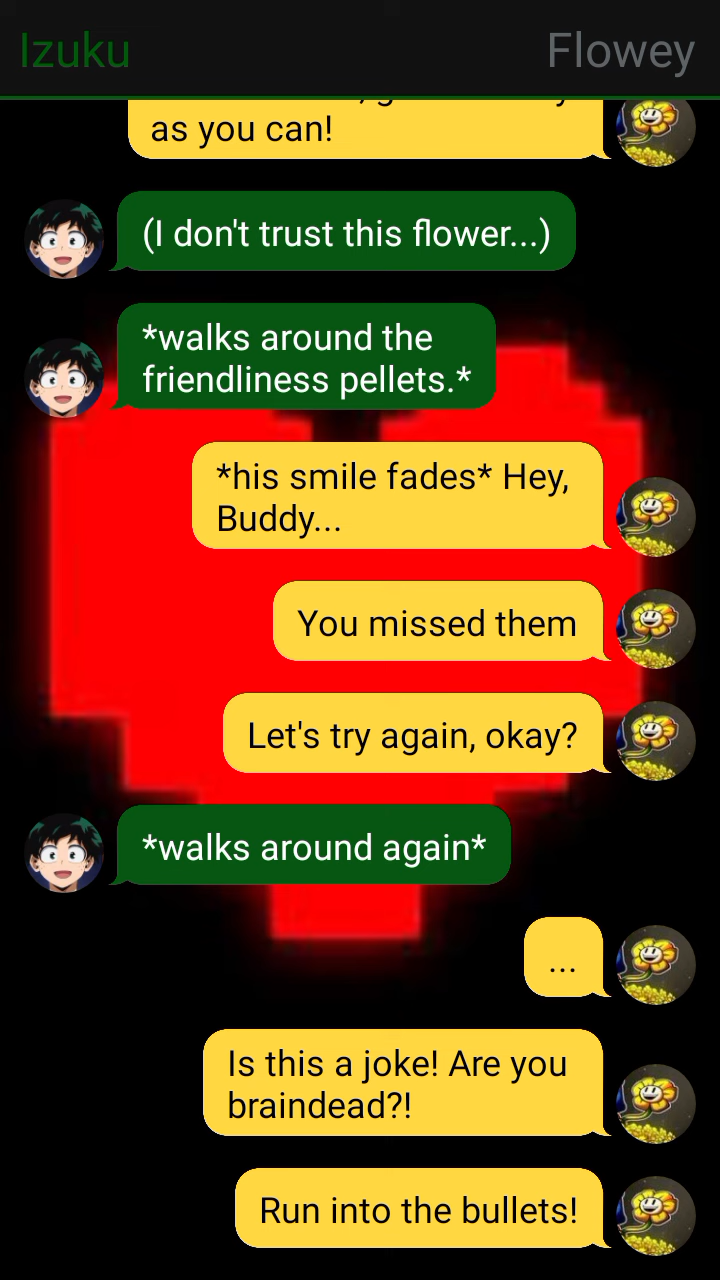 Izuku
Flowey
as you can!
(I don't trust this flower...)
*walks around the
friendliness pellets.*
*his smile fades* Hey,
Buddy...
You missed them
Let's try again, okay?
*walks around again*
...
Is this a joke! Are you
braindead?!
Run into the bullets!